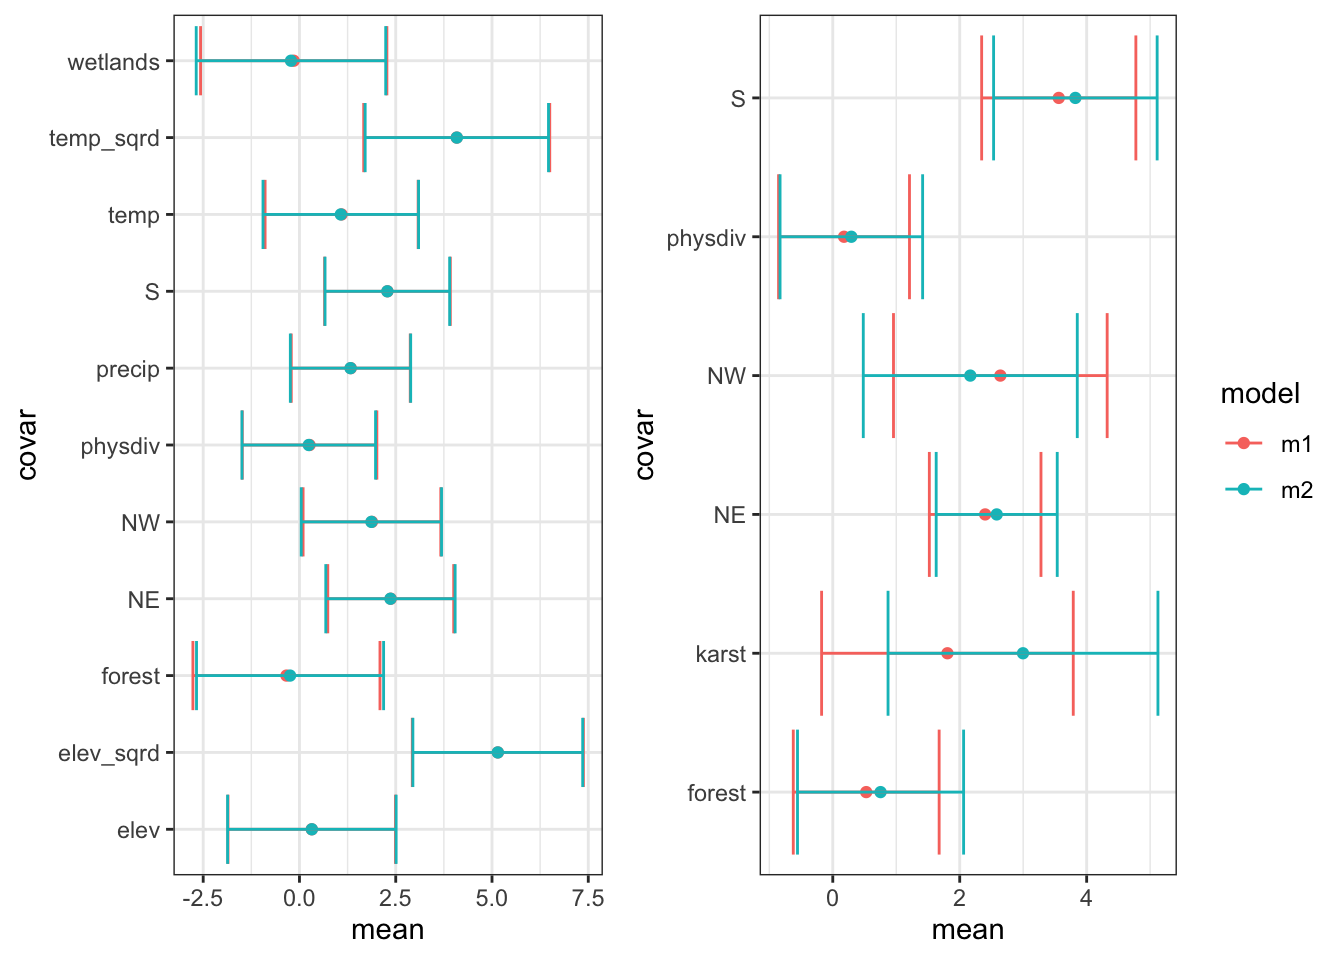 covar
wetlands
temp_sqrd
temp
S
precip
physdiv
NW
NE
forest
elev_sqrd
elev
-2.5 0.0 2.5 5.0 7.5
mean
covar
S
physdiv
NW
NE
karst
forest
0 2 4
mean
model
m1
m2